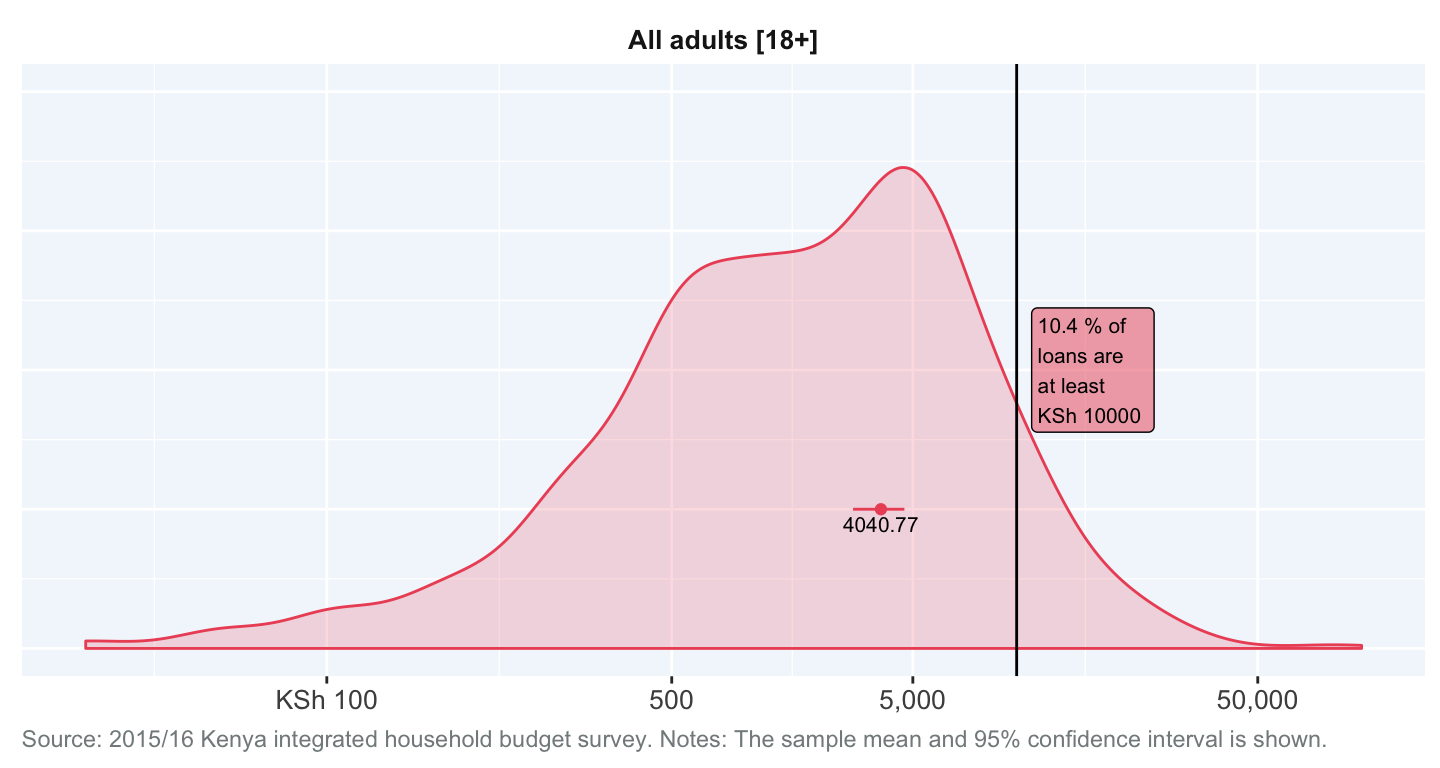 All adults [18+]
10.4 % of
loans are
at least
KSh 10000
4040.77
KSh 100
500
5,000
50,000
Source: 2015/16 Kenya integrated household budget survey. Notes: The sample mean and 95% confidence interval is shown.